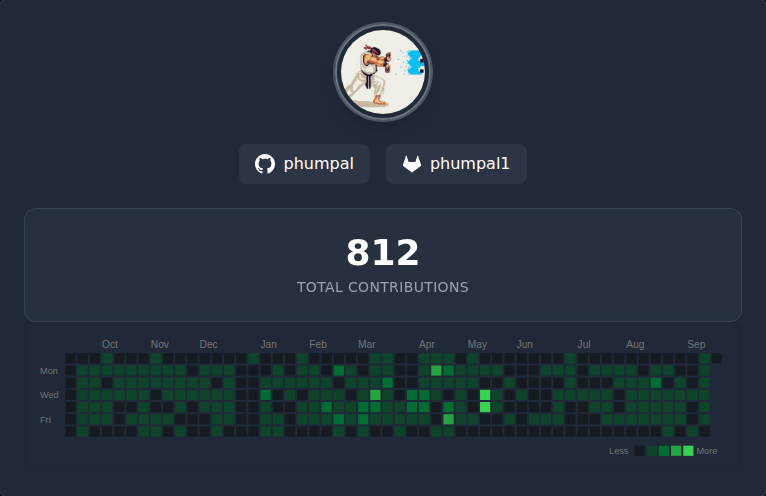 phumpal phumpal1
812
TOTAL CONTRIBUTIONS
Oct Nov Dec Jan Feb Mar Apr May Jun Jul Aug Sep
Mon
Wed
Fri
Less More